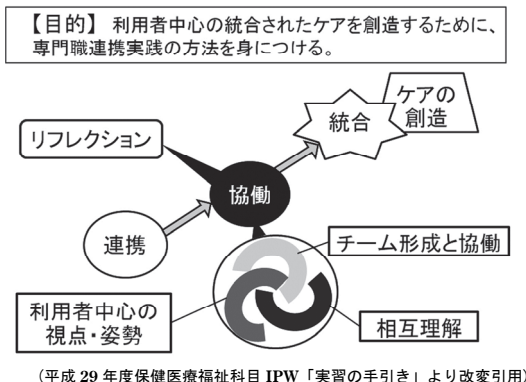 【目的】 利用者中心の統合されたケアを創造するために、
専門職連携実践の方法を身につける。
ケアの
創造
統合
リフレクション
協働
連携
チーム形成と協働
利用者中心の
視点・姿勢
相互理解
(平成 29 年度保健医療福祉科目 IPW「実習の手引き」より改変引用)